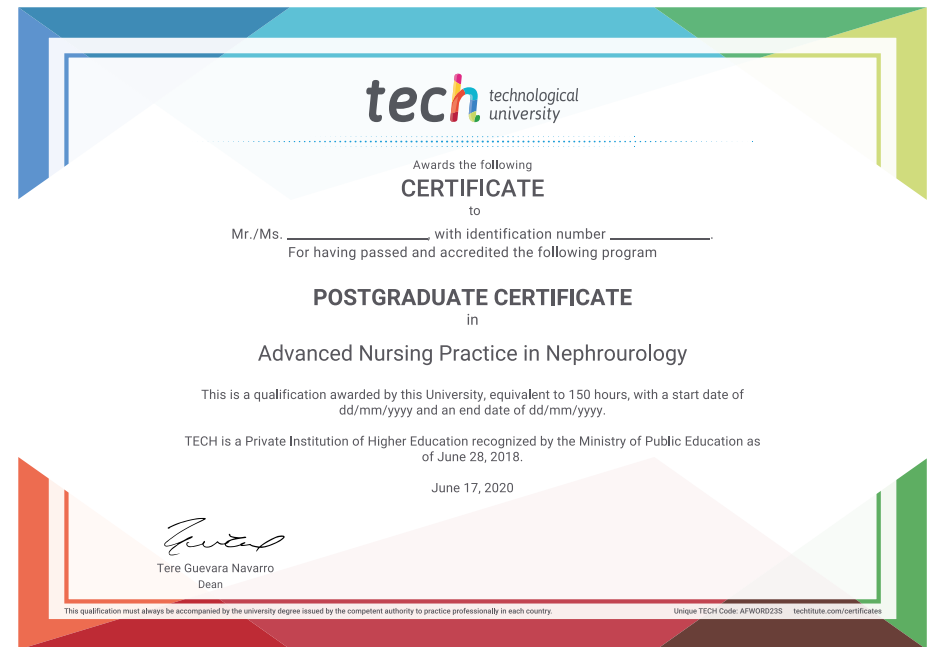 tech technological
university
Awards the following
CERTIFICATE
to
Mr./Ms. ____________________, with identification number ______________.
For having passed and accredited the following program
POSTGRADUATE CERTIFICATE
in
Advanced Nursing Practice in Nephrourology
This is a qualification awarded by this University, equivalent to 150 hours, with a start date of
dd/mm/yyyy and an end date of dd/mm/yyyy.
TECH is a Private Institution of Higher Education recognized by the Ministry of Public Education as
of June 28, 2018.
June 17, 2020
Tere Guevara Navarro
Dean
This qualification must always be accompanied by the university degree issued by the competent authority to practice professionally in each country. Unique TECH Code: AFWORD23S techtitute.com/certificates